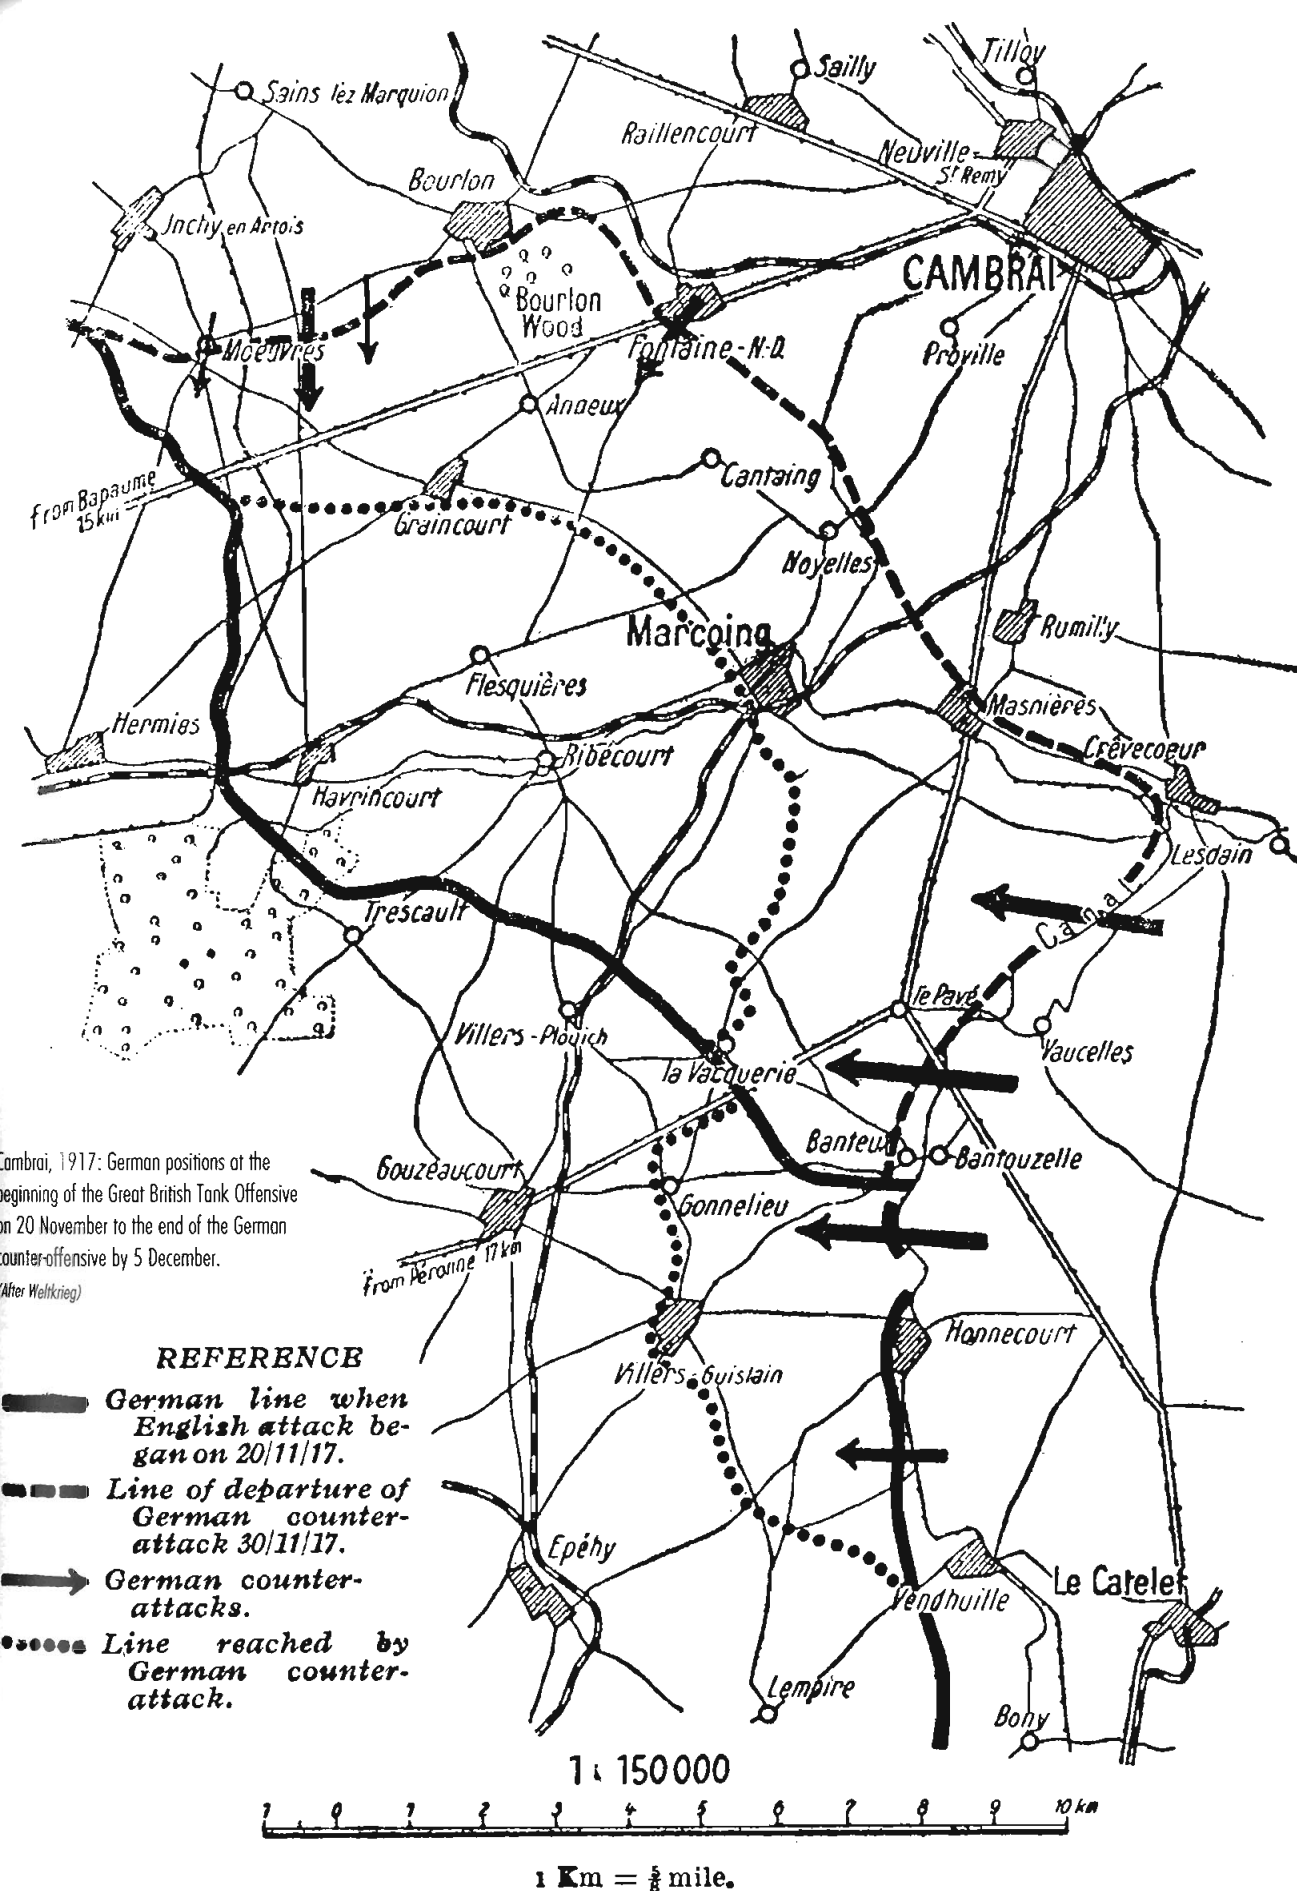 Tilloy
Sailly
Sains lez Marquion
Raillencourt
Neuville-
St Remy
Bourlon
Inchy en Artois
CAMBRAI
Bourlon
Wood
Moeuvres
Fontaine-N-D.
Proville
Anneux
Cantaing
from Bapaume
15 km
Graincourt
Noyelles
Marcoing
Rumilly
Flesquières
Masnières
Hermies
Crêvecoeur
Ribécourt
Havrincourt
Lesdain
Trescault
Canal
le Pavé
Villers-Plouich
Vaucelles
la Vacquerie
Banteux
Bantouzelle
Gouzeaucourt
Gonnelieu
from Péronne 17 km
Honnecourt
Villers-Guislain
Epéhy
Le Catelet
Vendhuille
Lempire
Bony
Cambrai, 1917: German positions at the
beginning of the Great British Tank Offensive
on 20 November to the end of the German
counter-offensive by 5 December.
(After Weltkrieg)
REFERENCE
German line when
English attack be-
gan on 20/11/17.
Line of departure of
German counter-
attack 30/11/17.
German counter-
attacks.
Line reached by
German counter-
attack.
1: 150000
1 0 1 2 3 4 5 6 7 8 9 10 km
1 Km = 5/8 mile.